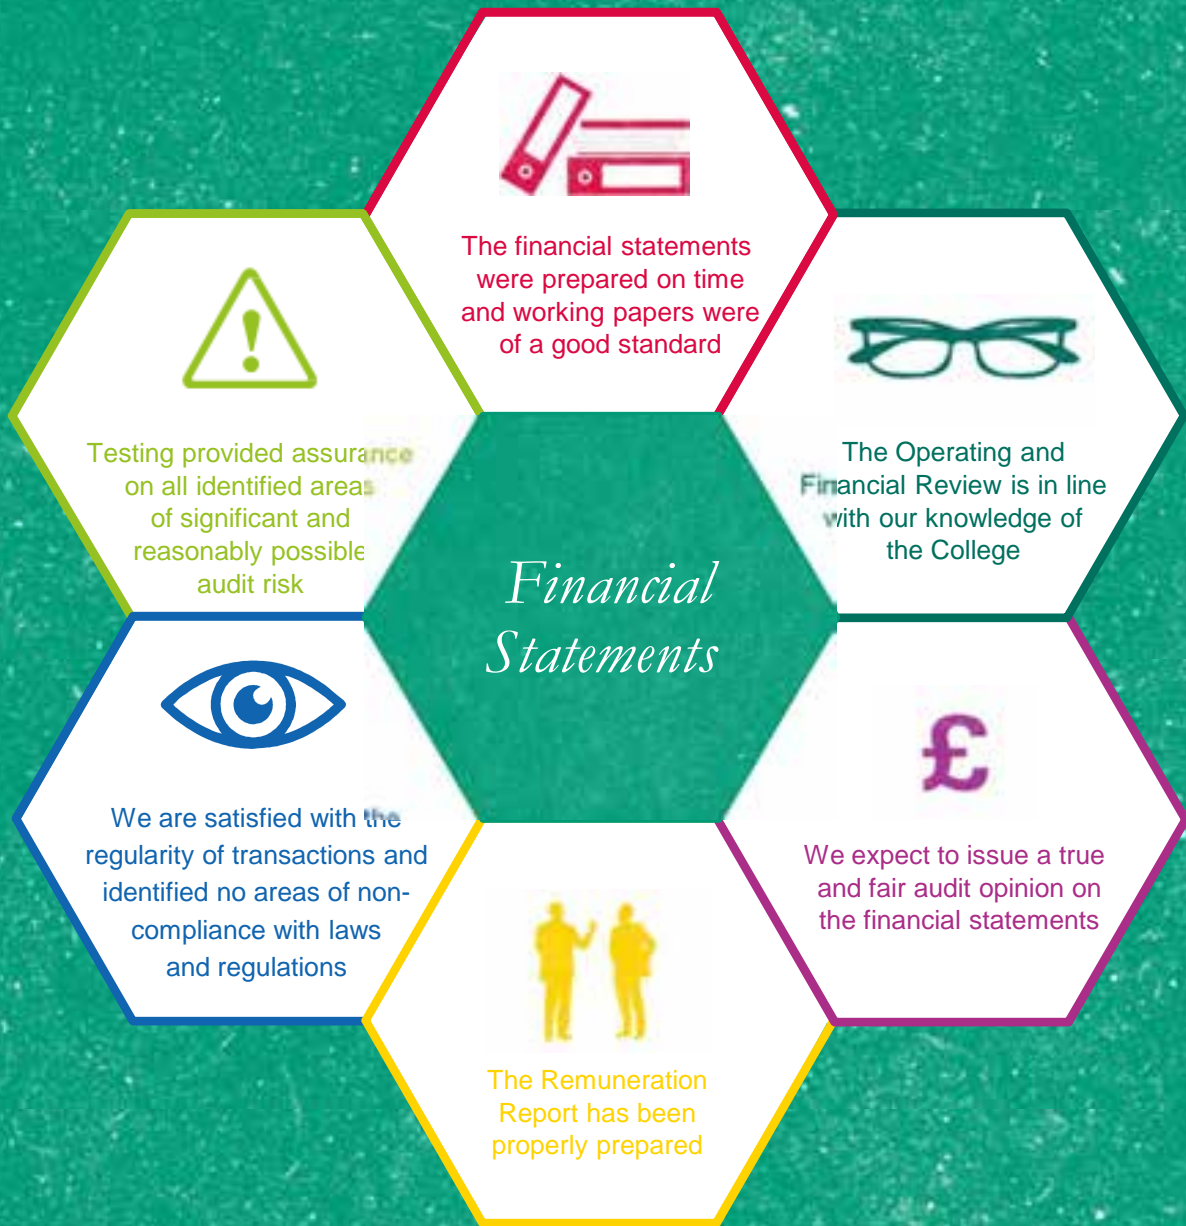 The financial statements
were prepared on time
and working papers were
of a good standard
The Operating and
Financial Review is in line
with our knowledge of
the College
We expect to issue a true
and fair audit opinion on
the financial statements
The Remuneration
Report has been
properly prepared
We are satisfied with the
regularity of transactions and
identified no areas of non-
compliance with laws
and regulations
Testing provided assurance
on all identified areas
of significant and
reasonably possible
audit risk
Financial
Statements
£